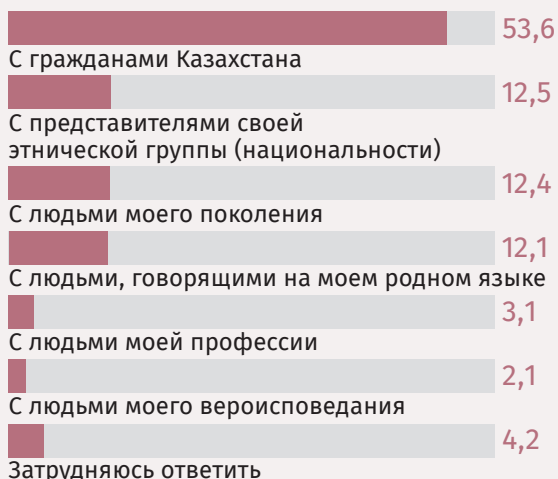 53,6
С гражданами Казахстана
12,5
С представителями своей
этнической группы (национальности)
12,4
С людьми моего поколения
12,1
С людьми, говорящими на моем родном языке
3,1
С людьми моей профессии
2,1
С людьми моего вероисповедания
4,2
Затрудняюсь ответить